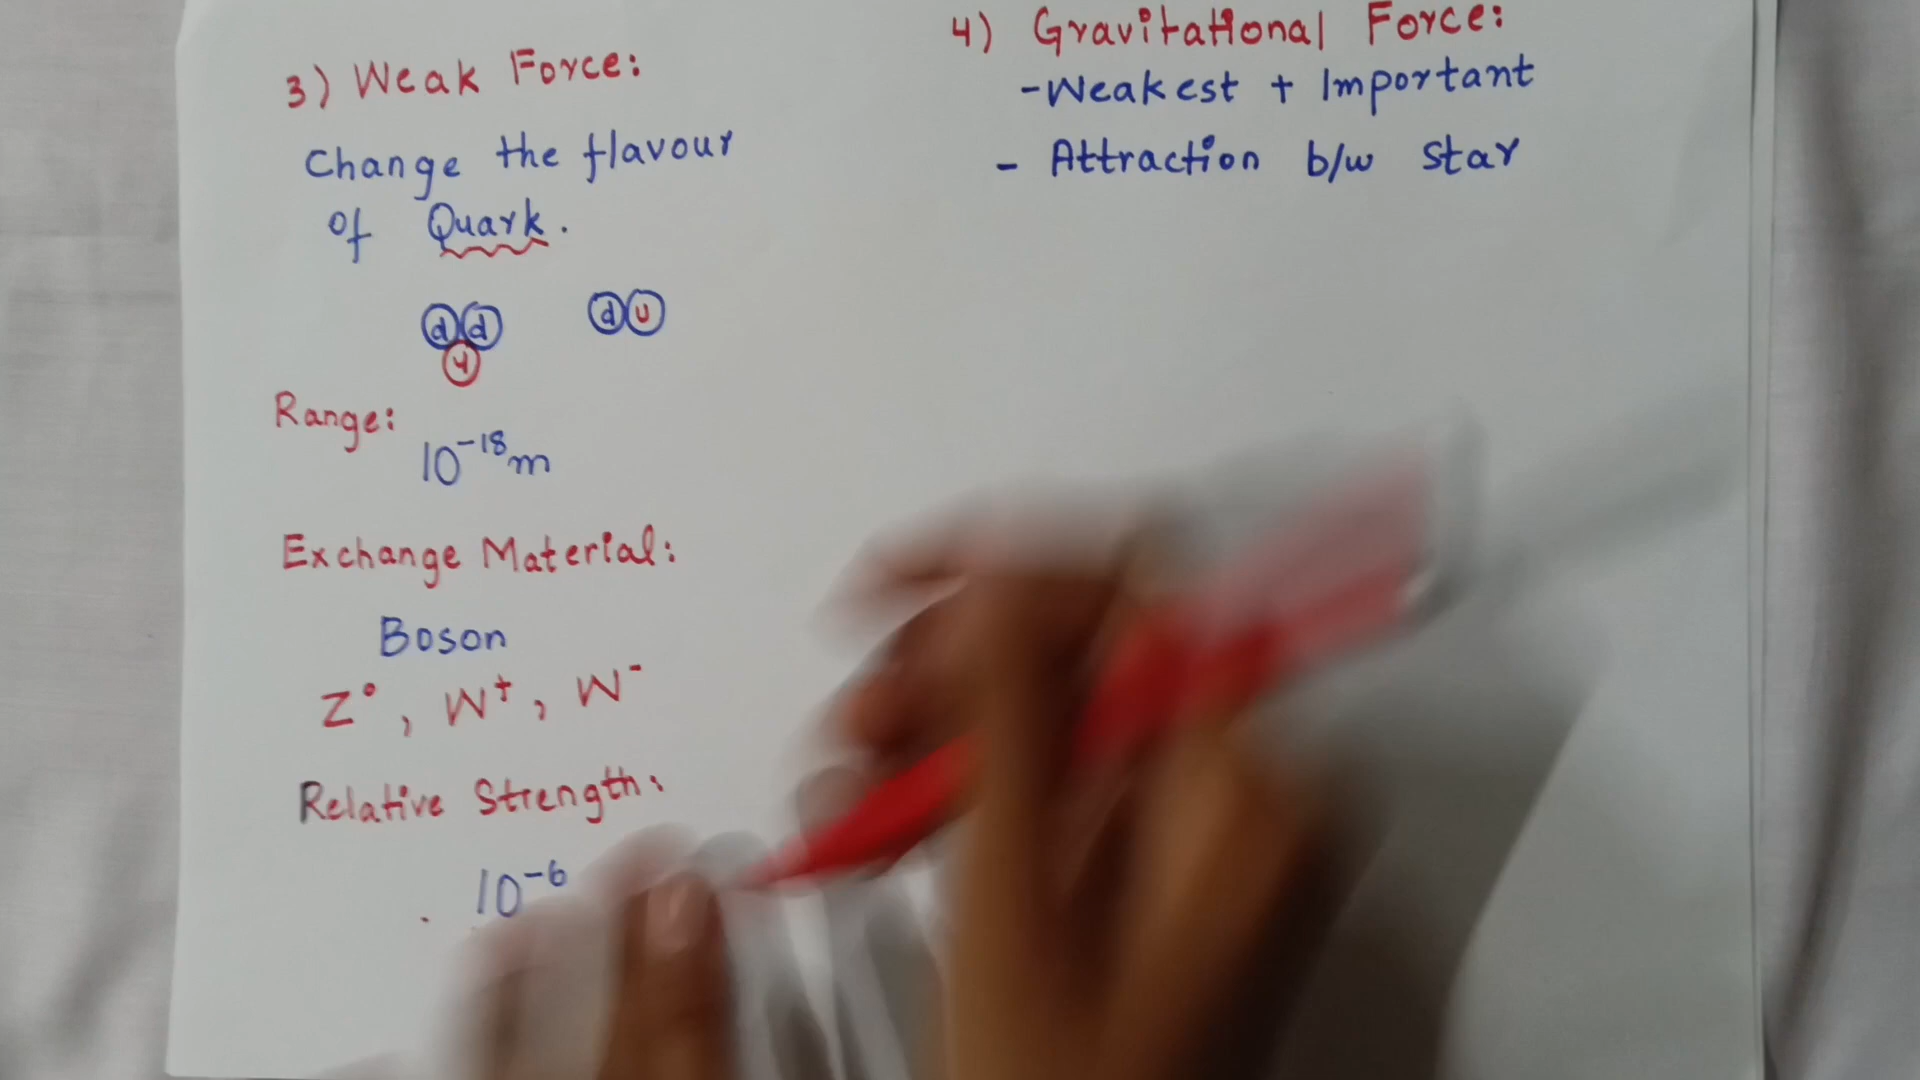 3) Weak Force:
Change the flavour
of Quark.
d d d u
u
Range:
10⁻¹⁸m
Exchange Material:
Boson
Z°, W⁺, W⁻
Relative Strength:
10⁻⁶
4) Gravitational Force:
-Weakest + Important
- Attraction b/w star